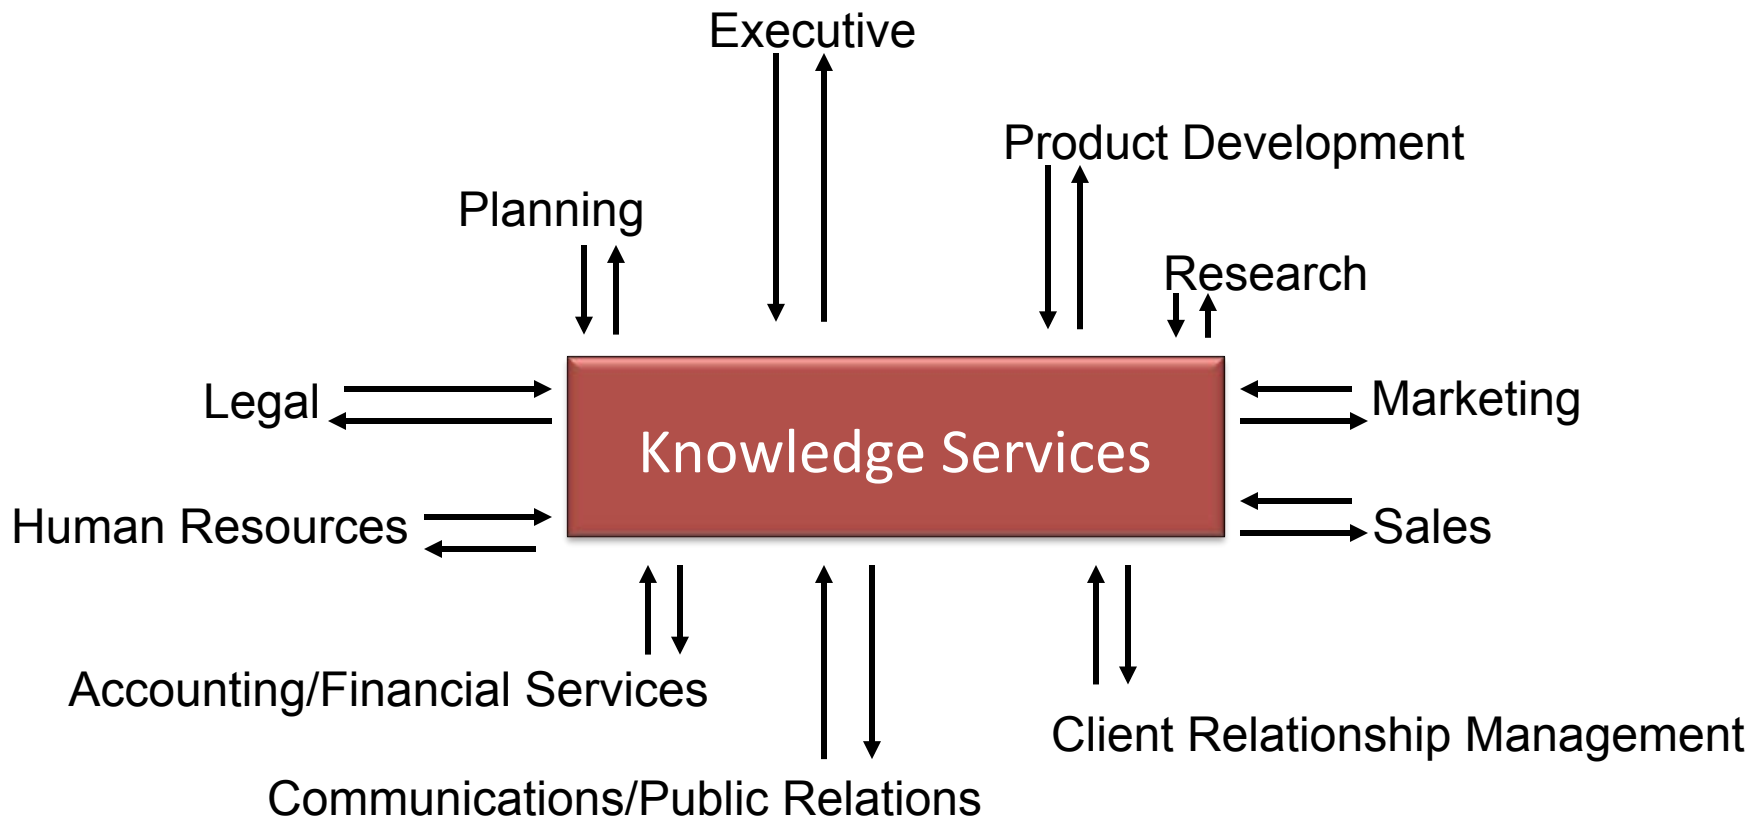 Executive
Product Development
Planning
Research
Legal
Marketing
Knowledge Services
Human Resources
Sales
Accounting/Financial Services
Client Relationship Management
Communications/Public Relations